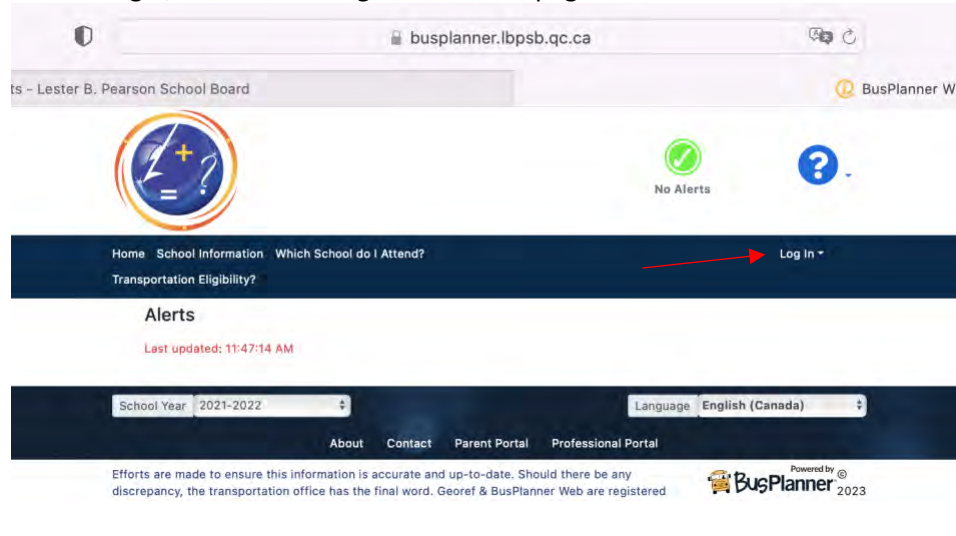 busplanner.lbpsb.qc.ca
ts - Lester B. Pearson School Board
BusPlanner W
No Alerts
Home School Information Which School do I Attend?
Log In
Transportation Eligibility?
Alerts
Last updated: 11:47:14 AM
School Year 2021-2022
Language English (Canada)
About Contact Parent Portal Professional Portal
Efforts are made to ensure this information is accurate and up-to-date. Should there be any
discrepancy, the transportation office has the final word. Georef & BusPlanner Web are registered
Powered by ©
BusPlanner 2023